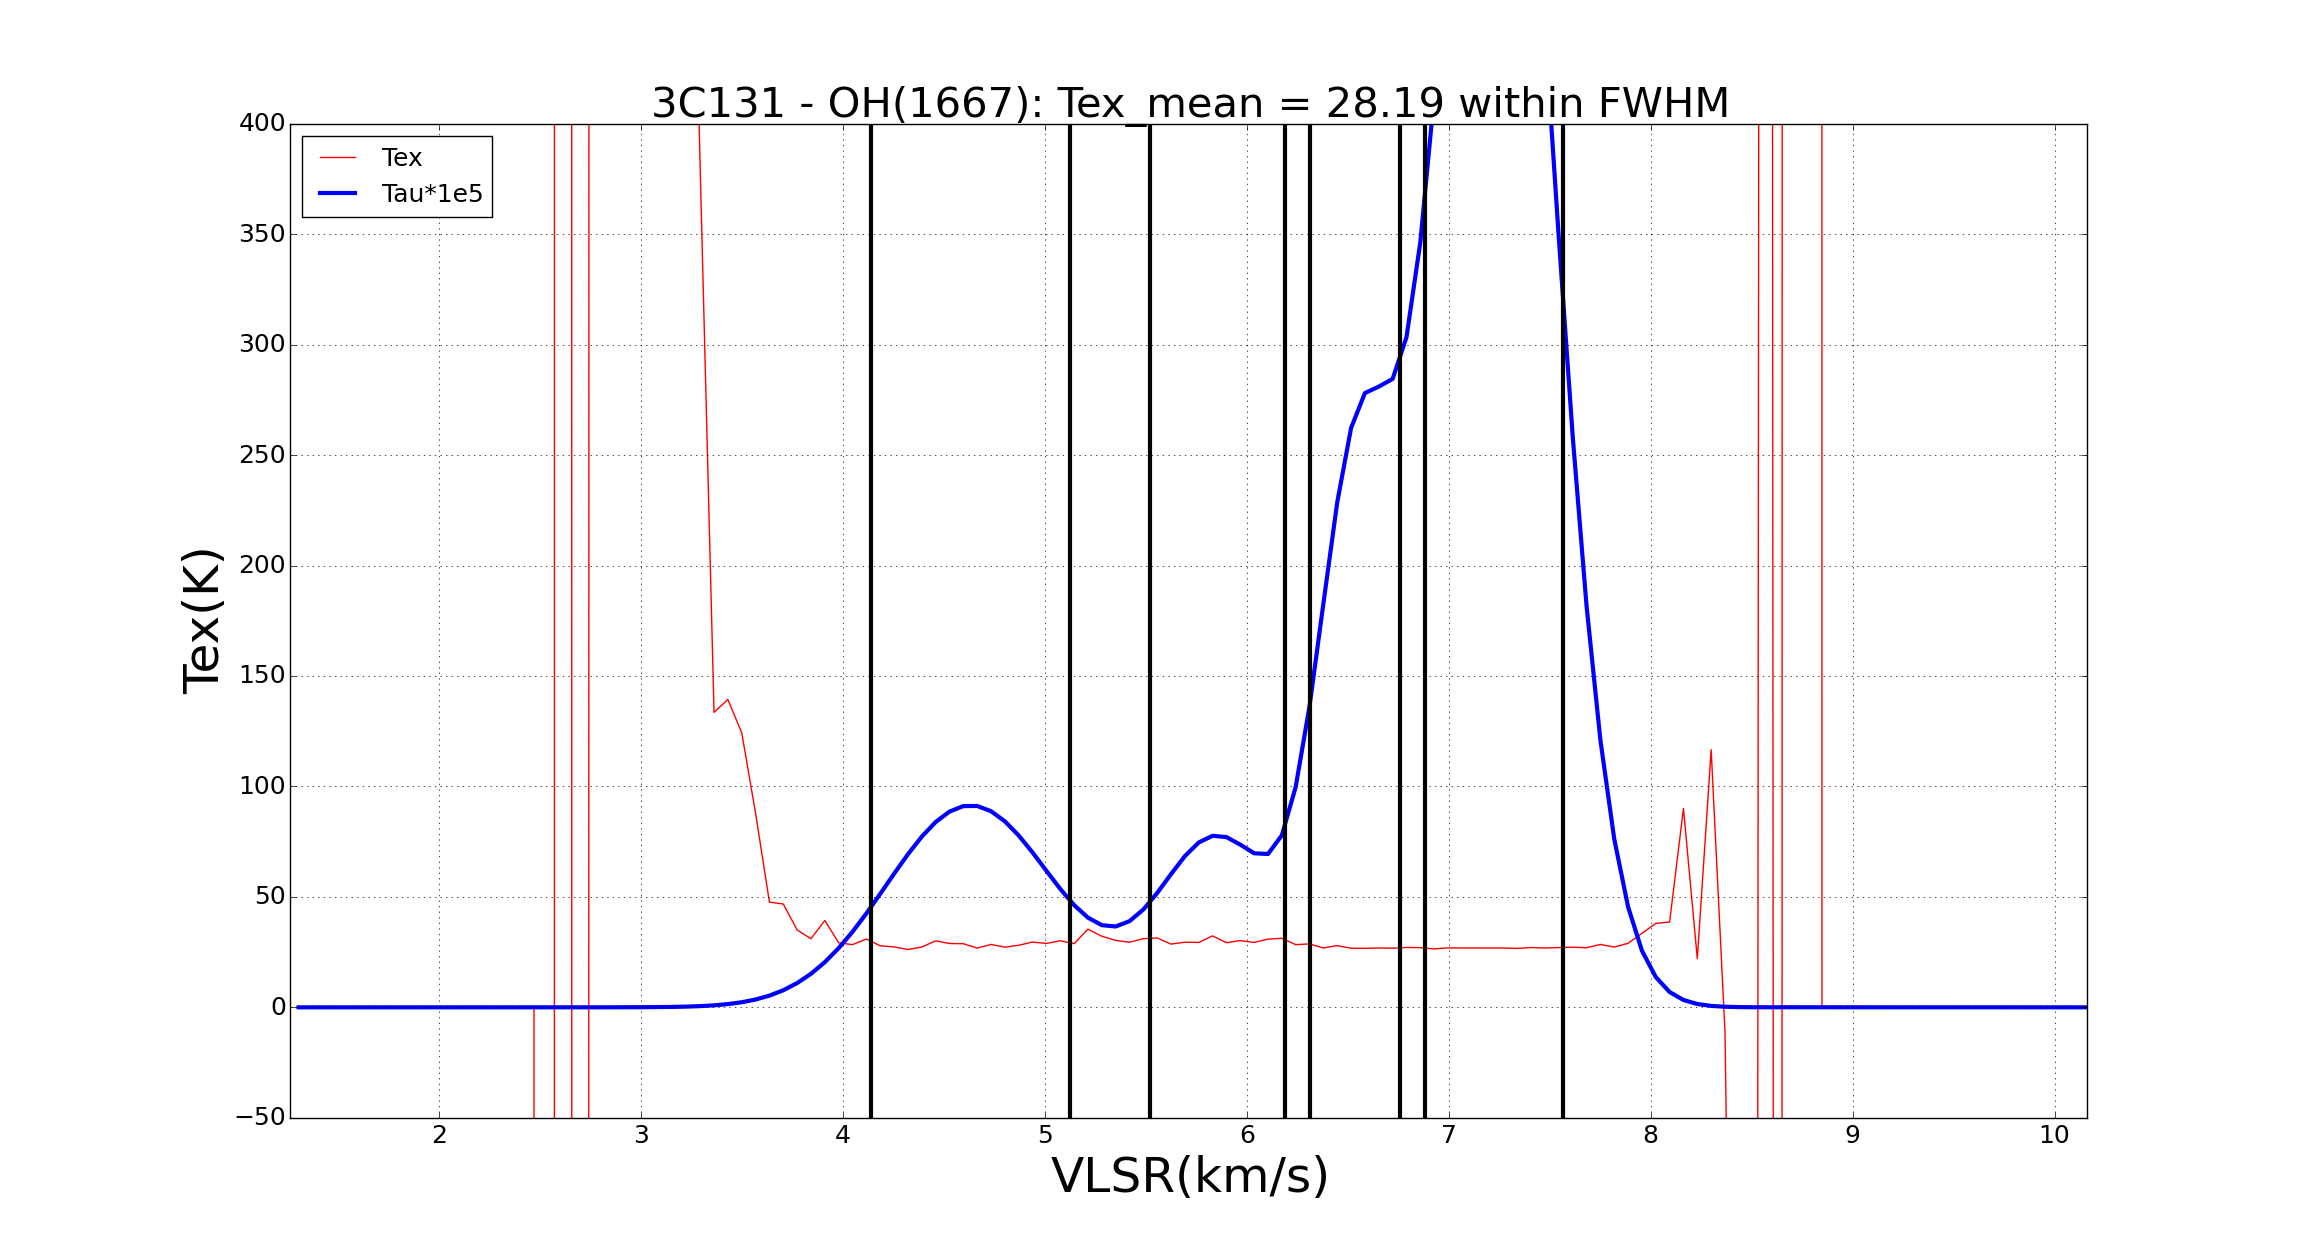 3C131 - OH(1667): Tex_mean = 28.19 within FWHM
Tex
Tau*1e5
Tex(K)
400
350
300
250
200
150
100
50
0
−50
2 3 4 5 6 7 8 9 10
VLSR(km/s)